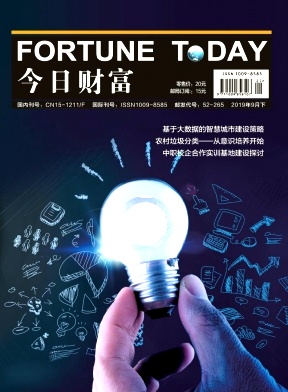 FORTUNE TODAY
今日财富
零售价：20元
邮局订阅：15元
ISSN 1009-8585
国内刊号：CN15-1211/F 国际刊号：ISSN1009-8585 邮发代号：52-265 2019年9月下
基于大数据的智慧城市建设策略
农村垃圾分类——从意识培养开始
中职校企合作实训基地建设探讨